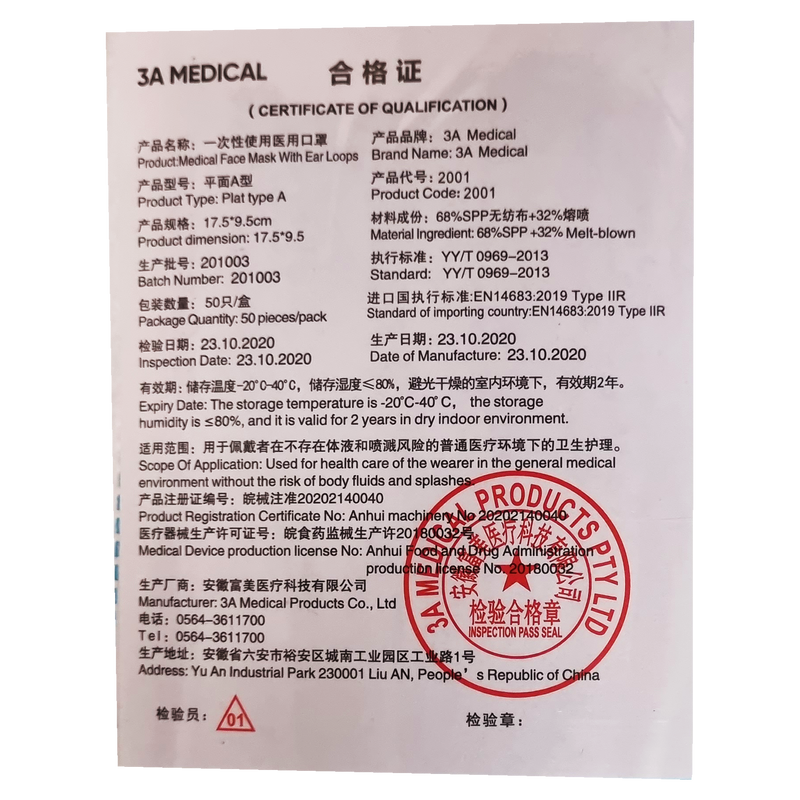 3A MEDICAL 合格证
( CERTIFICATE OF QUALIFICATION )
产品名称：一次性使用医用口罩
Product:Medical Face Mask With Ear Loops
产品品牌：3A Medical
Brand Name: 3A Medical
产品型号：平面A型
Product Type: Plat type A
产品代号：2001
Product Code: 2001
产品规格：17.5*9.5cm
Product dimension: 17.5*9.5
材料成份：68%SPP无纺布+32%熔喷
Material Ingredient: 68%SPP +32% Melt-blown
生产批号：201003
Batch Number: 201003
执行标准：YY/T 0969-2013
Standard: YY/T 0969-2013
包装数量：50只/盒
Package Quantity: 50 pieces/pack
进口国执行标准:EN14683:2019 Type IIR
Standard of importing country:EN14683:2019 Type IIR
检验日期：23.10.2020
Inspection Date: 23.10.2020
生产日期：23.10.2020
Date of Manufacture: 23.10.2020
有效期：储存温度-20℃-40℃，储存湿度≤80%，避光干燥的室内环境下，有效期2年。
Expiry Date: The storage temperature is -20℃-40℃， the storage
humidity is ≤80%, and it is valid for 2 years in dry indoor environment.
适用范围：用于佩戴者在不存在体液和喷溅风险的普通医疗环境下的卫生护理。
Scope Of Application: Used for health care of the wearer in the general medical
environment without the risk of body fluids and splashes.
产品注册证编号：皖械注准20202140040
Product Registration Certificate No: Anhui machinery No 20202140040
医疗器械生产许可证号：皖食药监械生产许20180032号
Medical Device production license No: Anhui Food and Drug Administration
production license No. 20180032
生产厂商：安徽富美医疗科技有限公司
Manufacturer: 3A Medical Products Co., Ltd
电话：0564-3611700
Tel: 0564-3611700
生产地址：安徽省六安市裕安区城南工业园区工业路1号
Address: Yu An Industrial Park 230001 Liu AN, People's Republic of China
3A MEDICAL PRODUCTS PTY LTD
安徽富美医疗科技有限公司
检验合格章
INSPECTION PASS SEAL
检验员： 01
检验章：